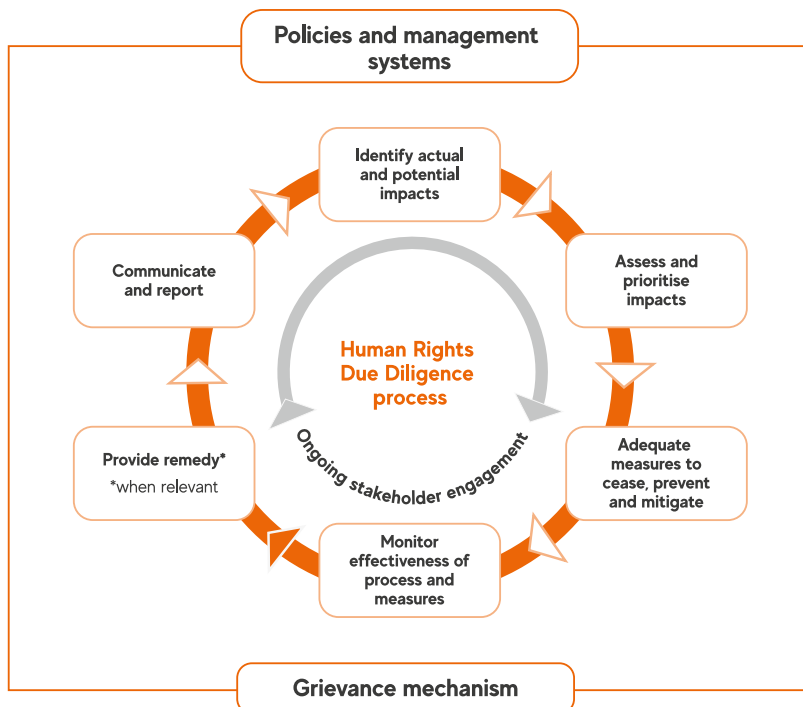 Policies and management
systems
Identify actual
and potential
impacts
Communicate
and report
Assess and
prioritise
impacts
Human Rights
Due Diligence
process
Ongoing stakeholder engagement
Provide remedy*
*when relevant
Adequate
measures to
cease, prevent
and mitigate
Monitor
effectiveness of
process and
measures
Grievance mechanism